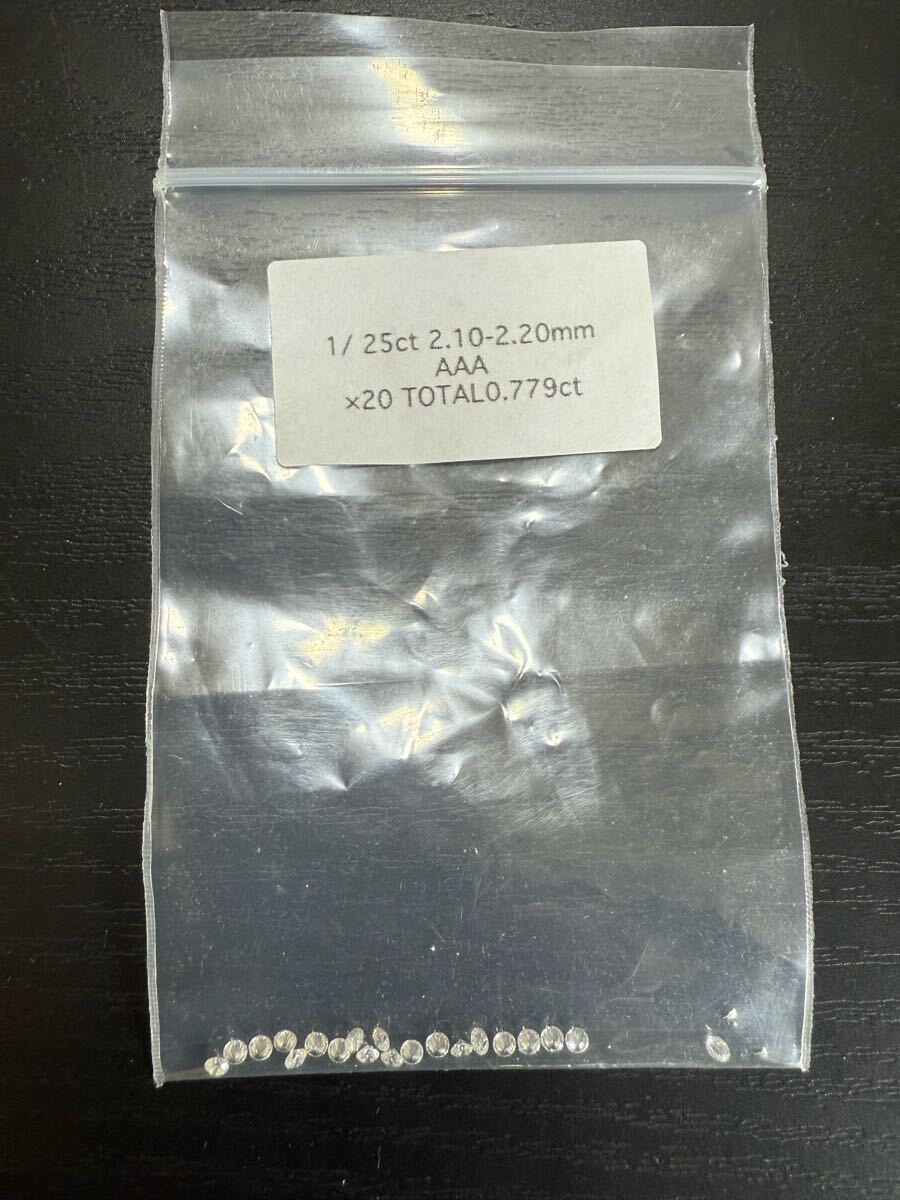 1/ 25ct 2.10-2.20mm
AAA
×20 TOTAL0.779ct